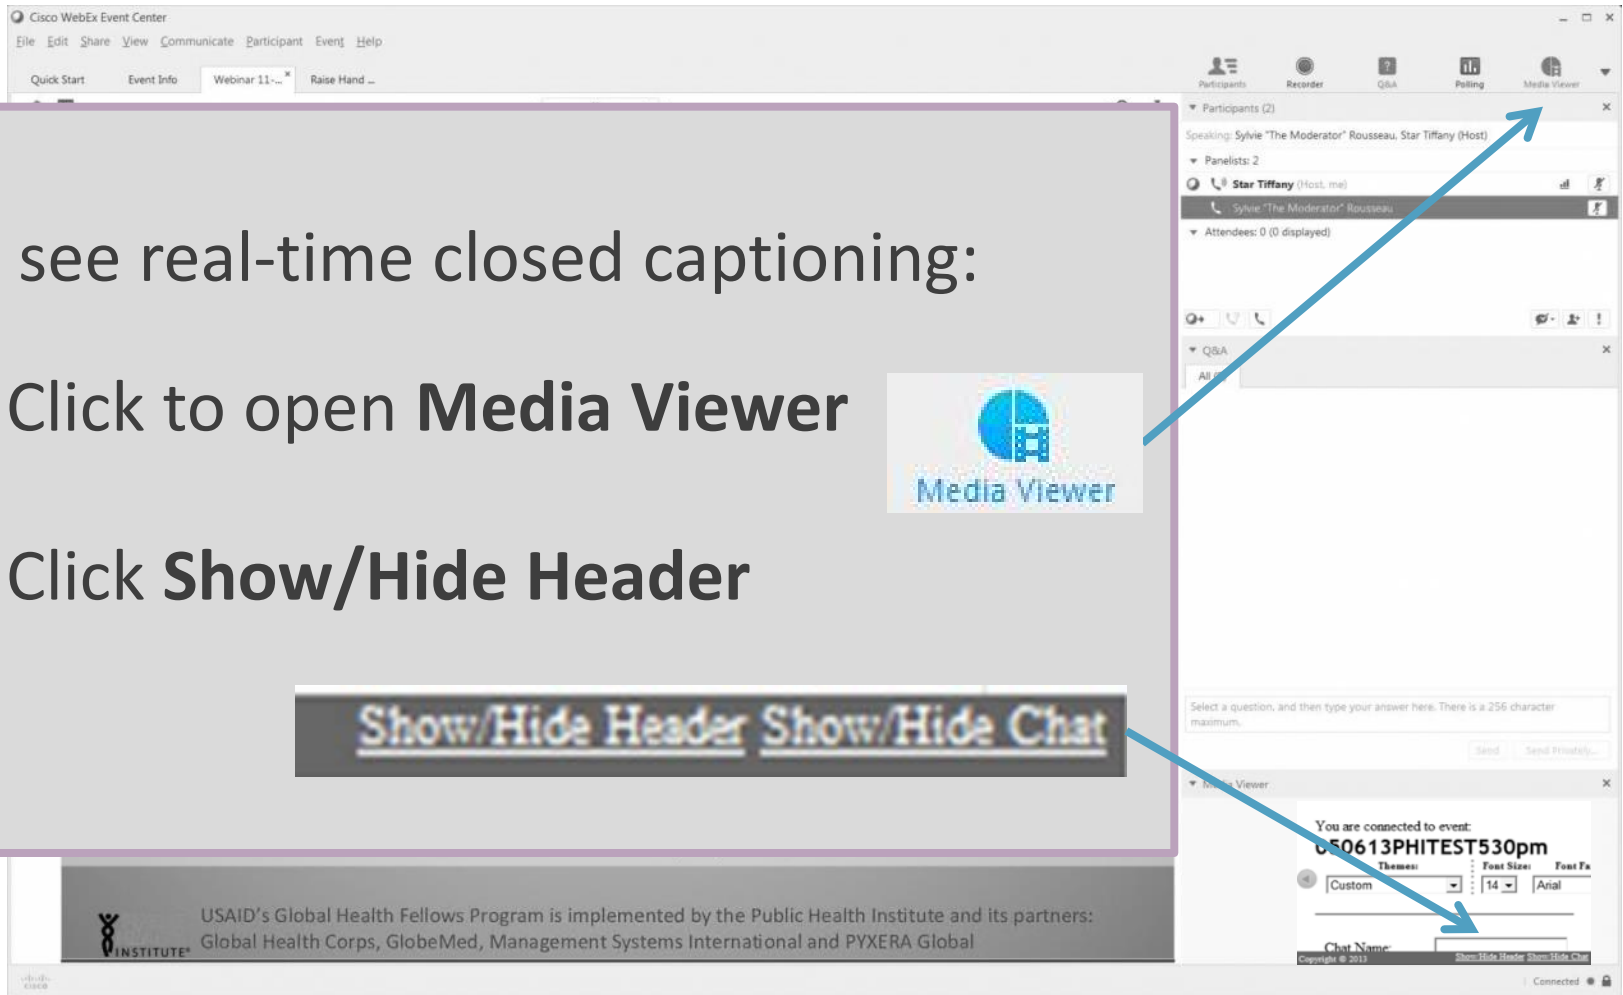 Cisco WebEx Event Center
File Edit Share View Communicate Participant Event Help
Quick Start Event Info Webinar 11-... Raise Hand ...
Participants Recorder Q&A Polling Media Viewer
Participants (2)
Speaking: Sylvie "The Moderator" Rousseau, Star Tiffany (Host)
Panelists: 2
Star Tiffany (Host, me)
Sylvie "The Moderator" Rousseau
Attendees: 0 (0 displayed)
see real-time closed captioning:
Click to open Media Viewer
Media Viewer
Click Show/Hide Header
Show/Hide Header Show/Hide Chat
Q&A
All
Select a question, and then type your answer here. There is a 256 character
maximum.
Send Send Privately...
Media Viewer
You are connected to event:
050613PHITEST530pm
Themes: Font Size: Font Fa
Custom 14 Arial
Chat Name:
Copyright © 2013 Show/Hide Header Show/Hide Chat
USAID's Global Health Fellows Program is implemented by the Public Health Institute and its partners:
Global Health Corps, GlobeMed, Management Systems International and PYXERA Global
INSTITUTE
cisco
Connected